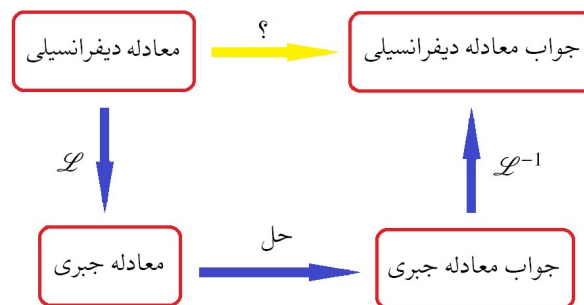 معادله دیفرانسیلی
؟
جواب معادله دیفرانسیلی
ℒ
ℒ⁻¹
معادله جبری
حل
جواب معادله جبری